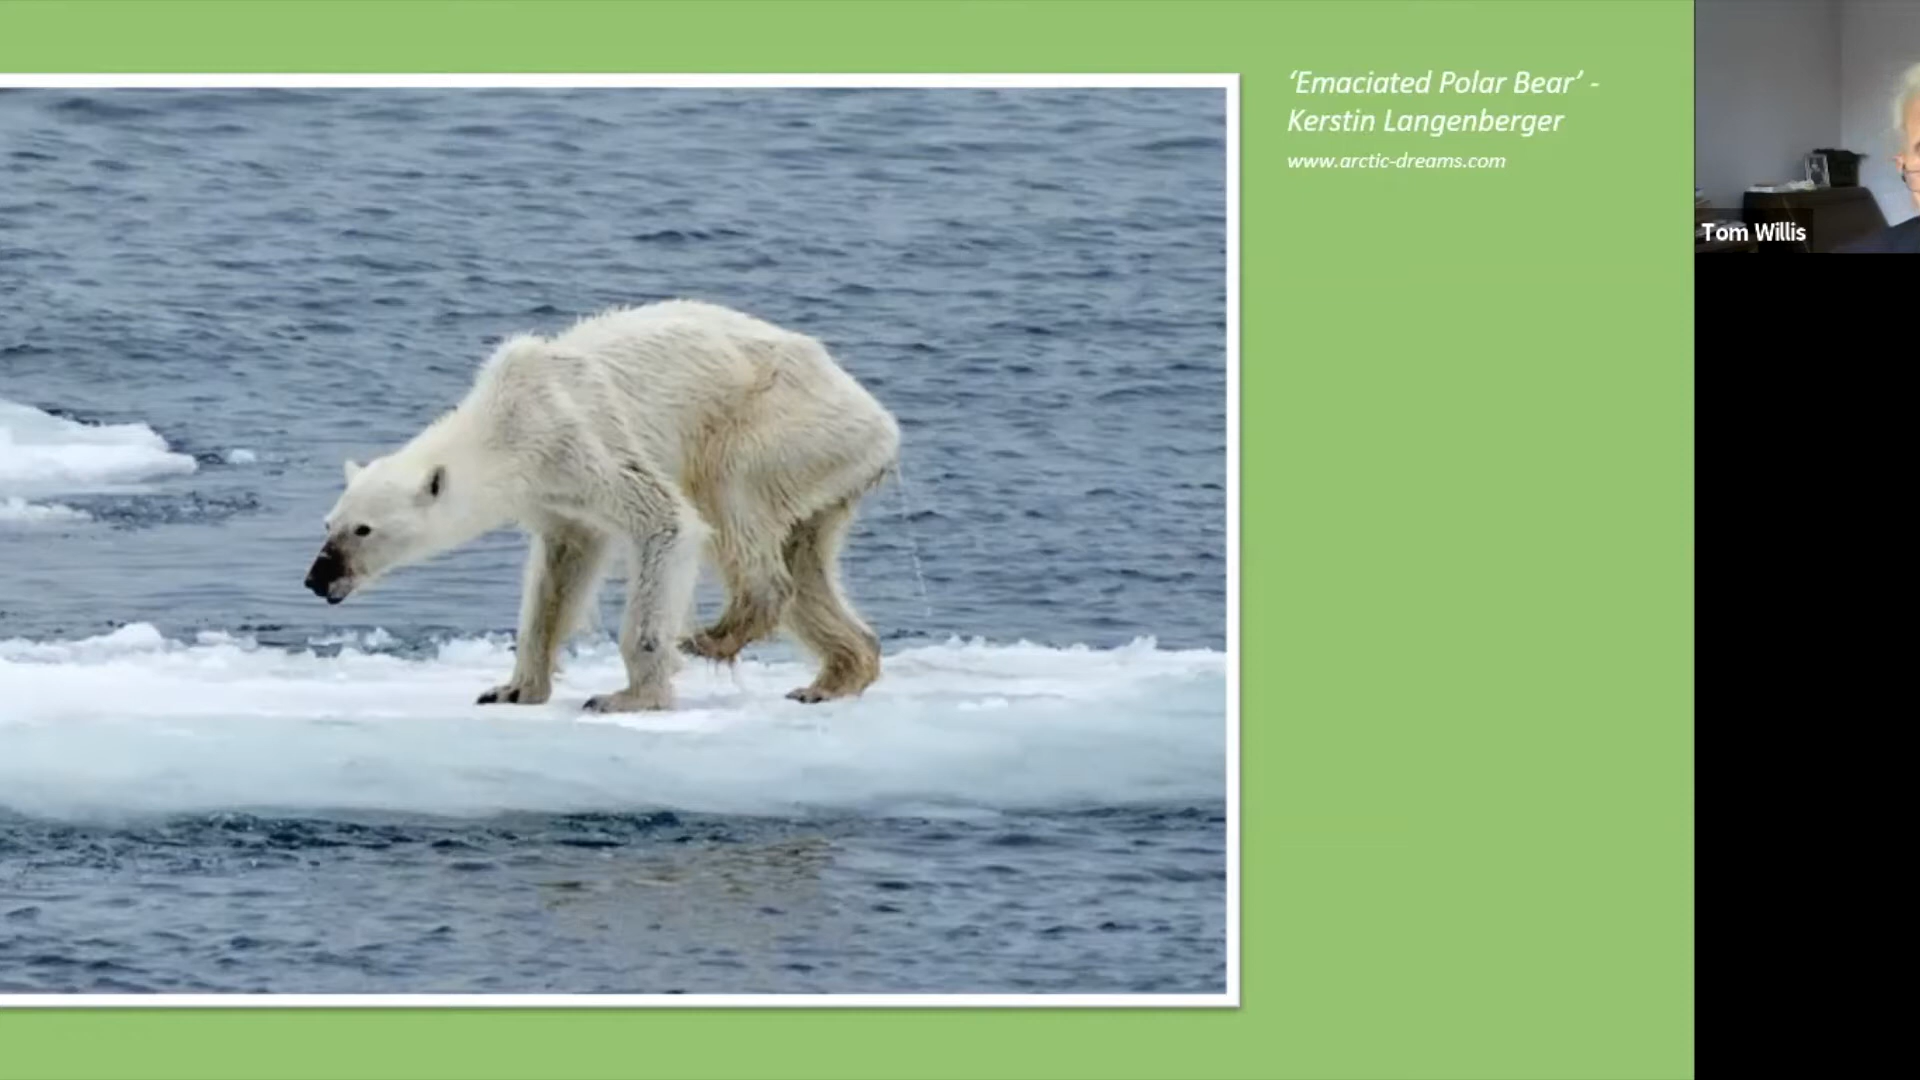 ‘Emaciated Polar Bear’ -
Kerstin Langenberger
www.arctic-dreams.com
Tom Willis